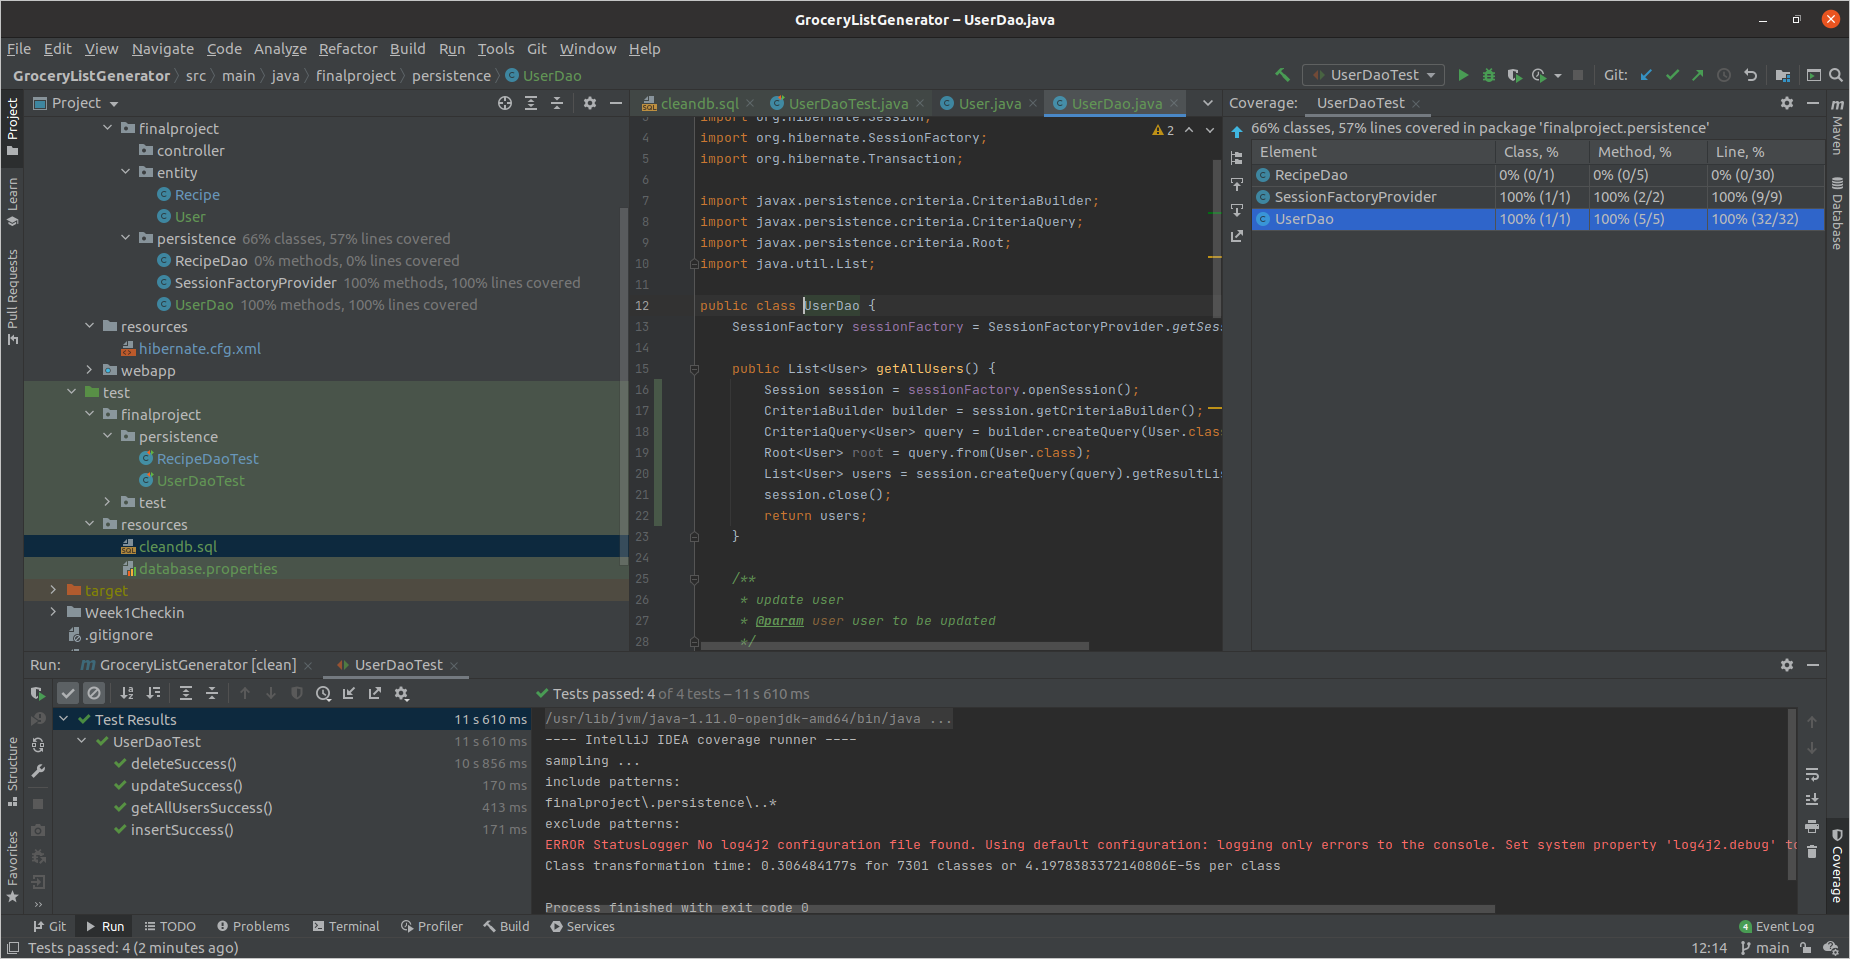 GroceryListGenerator – UserDao.java
File Edit View Navigate Code Analyze Refactor Build Run Tools Git Window Help
GroceryListGenerator src main java finalproject persistence UserDao
UserDaoTest Git:
Project
Project
Learn
Pull Requests
Structure
Favorites
finalproject
controller
entity
Recipe
User
persistence 66% classes, 57% lines covered
RecipeDao 0% methods, 0% lines covered
SessionFactoryProvider 100% methods, 100% lines covered
UserDao 100% methods, 100% lines covered
resources
hibernate.cfg.xml
webapp
test
finalproject
persistence
RecipeDaoTest
UserDaoTest
test
resources
cleandb.sql
database.properties
target
Week1Checkin
.gitignore
cleandb.sql UserDaoTest.java User.java UserDao.java
2
3 import org.hibernate.Session;
4 import org.hibernate.SessionFactory;
5 import org.hibernate.Transaction;
6
7 import javax.persistence.criteria.CriteriaBuilder;
8 import javax.persistence.criteria.CriteriaQuery;
9 import javax.persistence.criteria.Root;
10 import java.util.List;
11
12 public class UserDao {
13 SessionFactory sessionFactory = SessionFactoryProvider.getSess
14
15 public List<User> getAllUsers() {
16 Session session = sessionFactory.openSession();
17 CriteriaBuilder builder = session.getCriteriaBuilder();
18 CriteriaQuery<User> query = builder.createQuery(User.clas
19 Root<User> root = query.from(User.class);
20 List<User> users = session.createQuery(query).getResultLis
21 session.close();
22 return users;
23 }
24
25 /**
26 * update user
27 * @param user user to be updated
28 */
Coverage: UserDaoTest
66% classes, 57% lines covered in package 'finalproject.persistence'
Element Class, % Method, % Line, %
RecipeDao 0% (0/1) 0% (0/5) 0% (0/30)
SessionFactoryProvider 100% (1/1) 100% (2/2) 100% (9/9)
UserDao 100% (1/1) 100% (5/5) 100% (32/32)
Maven
Database
Coverage
Run: GroceryListGenerator [clean] UserDaoTest
Tests passed: 4 of 4 tests – 11 s 610 ms
Test Results 11 s 610 ms
UserDaoTest 11 s 610 ms
deleteSuccess() 10 s 856 ms
updateSuccess() 170 ms
getAllUsersSuccess() 413 ms
insertSuccess() 171 ms
/usr/lib/jvm/java-1.11.0-openjdk-amd64/bin/java ...
---- IntelliJ IDEA coverage runner ----
sampling ...
include patterns:
finalproject\.persistence\..*
exclude patterns:
ERROR StatusLogger No log4j2 configuration file found. Using default configuration: logging only errors to the console. Set system property 'log4j2.debug' to
Class transformation time: 0.306484177s for 7301 classes or 4.1978383372140806E-5s per class
Process finished with exit code 0
Git Run TODO Problems Terminal Profiler Build Services 4 Event Log
Tests passed: 4 (2 minutes ago) 12:14 main